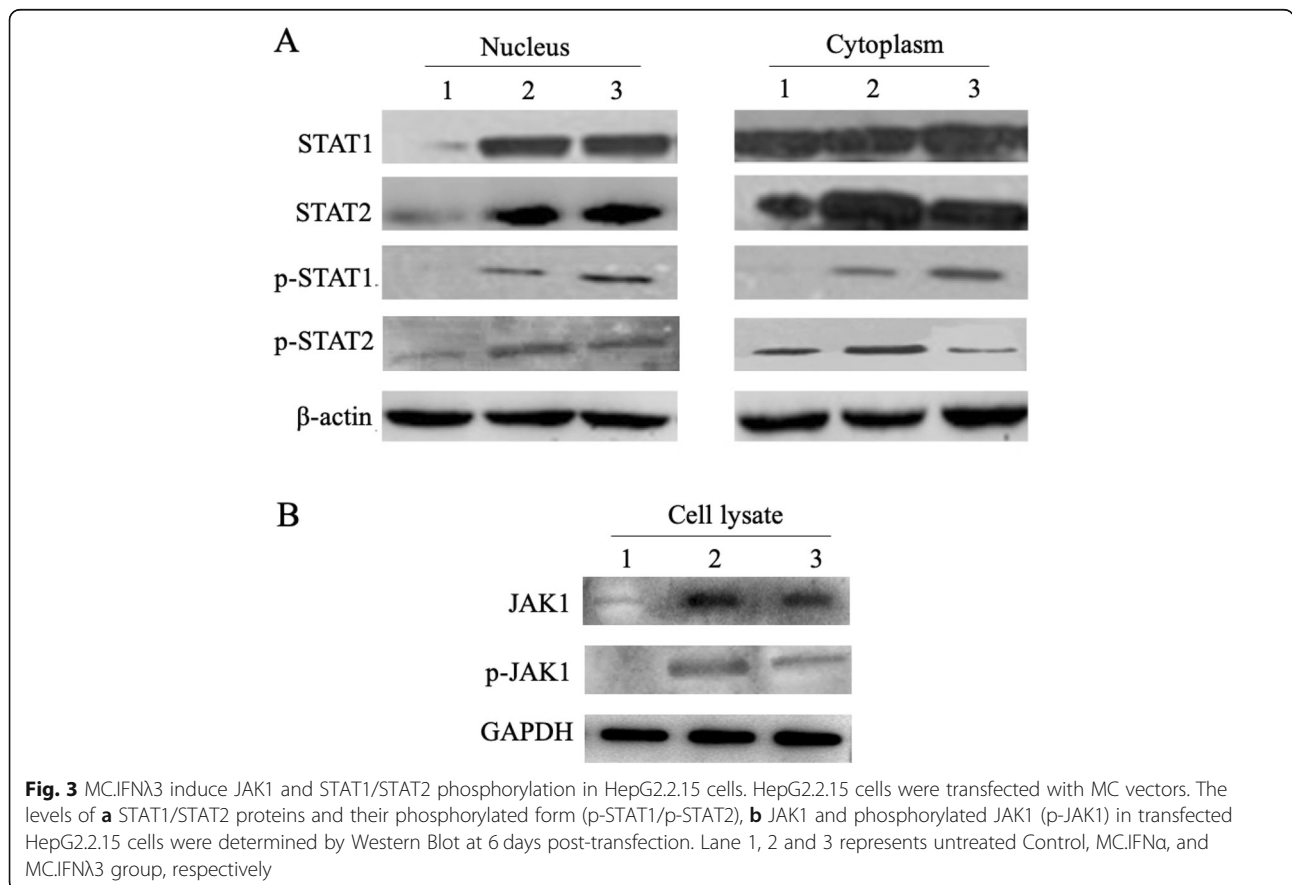 A
Nucleus Cytoplasm
1 2 3 1 2 3
STAT1
STAT2
p-STAT1.
p-STAT2
β-actin
B
Cell lysate
1 2 3
JAK1
p-JAK1
GAPDH
Fig. 3 MC.IFNλ3 induce JAK1 and STAT1/STAT2 phosphorylation in HepG2.2.15 cells. HepG2.2.15 cells were transfected with MC vectors. The
levels of a STAT1/STAT2 proteins and their phosphorylated form (p-STAT1/p-STAT2), b JAK1 and phosphorylated JAK1 (p-JAK1) in transfected
HepG2.2.15 cells were determined by Western Blot at 6 days post-transfection. Lane 1, 2 and 3 represents untreated Control, MC.IFNα, and
MC.IFNλ3 group, respectively